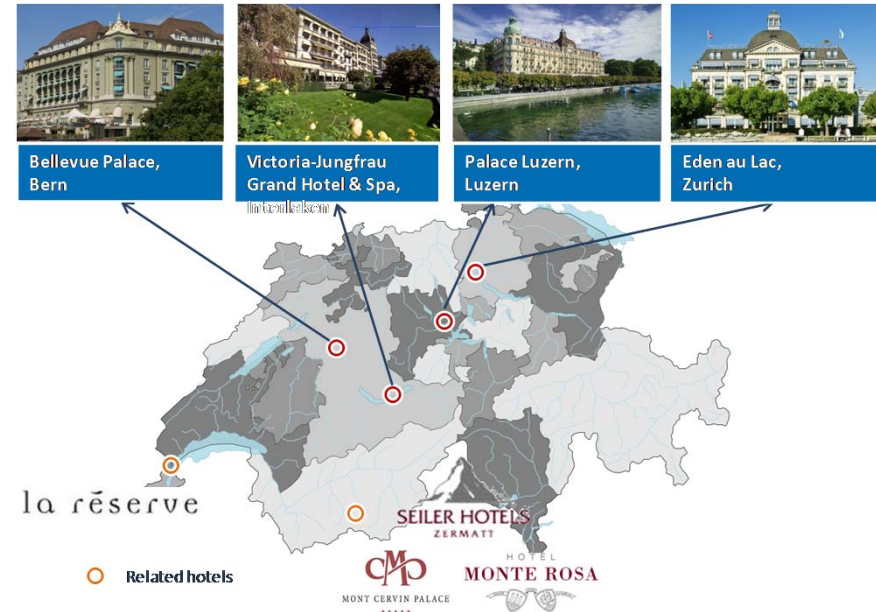 Bellevue Palace,
Bern
Victoria-Jungfrau
Grand Hotel & Spa,
Interlaken
Palace Luzern,
Luzern
Eden au Lac,
Zurich
la réserve
SEILER HOTELS
ZERMATT
CMP
MONT CERVIN PALACE
HOTEL
MONTE ROSA
Related hotels